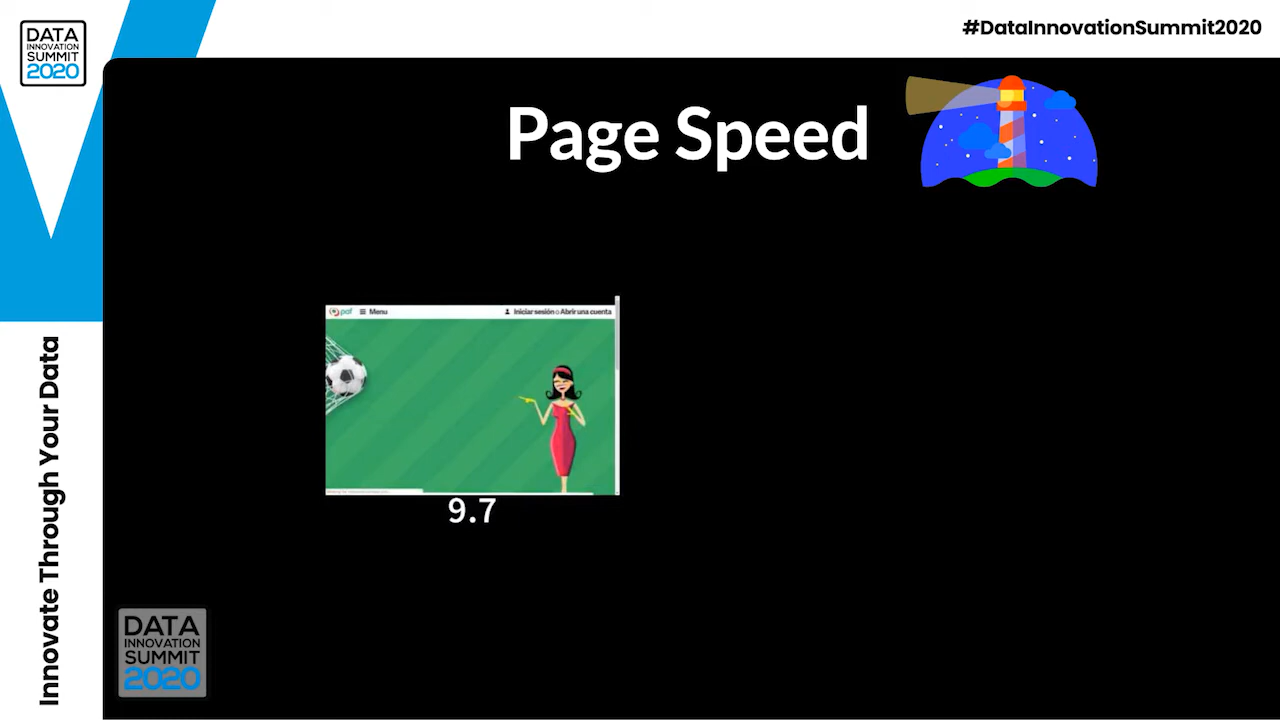 DATA
INNOVATION
SUMMIT
2020
#DataInnovationSummit2020
Page Speed
paf
Menu
Iniciar sesión o Abrir una cuenta
9.7
Innovate Through Your Data
DATA
INNOVATION
SUMMIT
2020